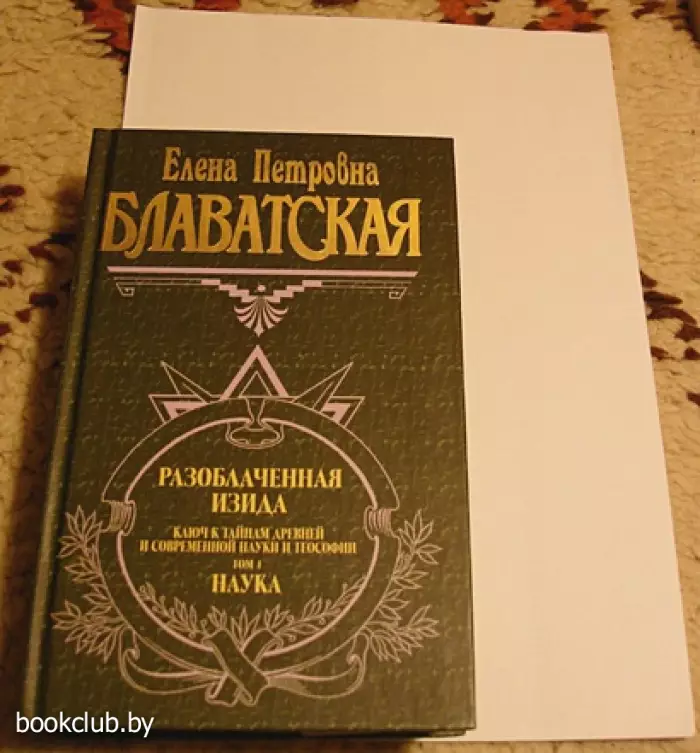 Елена Петровна
БЛАВАТСКАЯ
РАЗОБЛАЧЕННАЯ
ИЗИДА
КЛЮЧ К ТАЙНАМ ДРЕВНЕЙ
И СОВРЕМЕННОЙ НАУКИ И ТЕОСОФИИ
ТОМ 1
НАУКА
bookclub.by